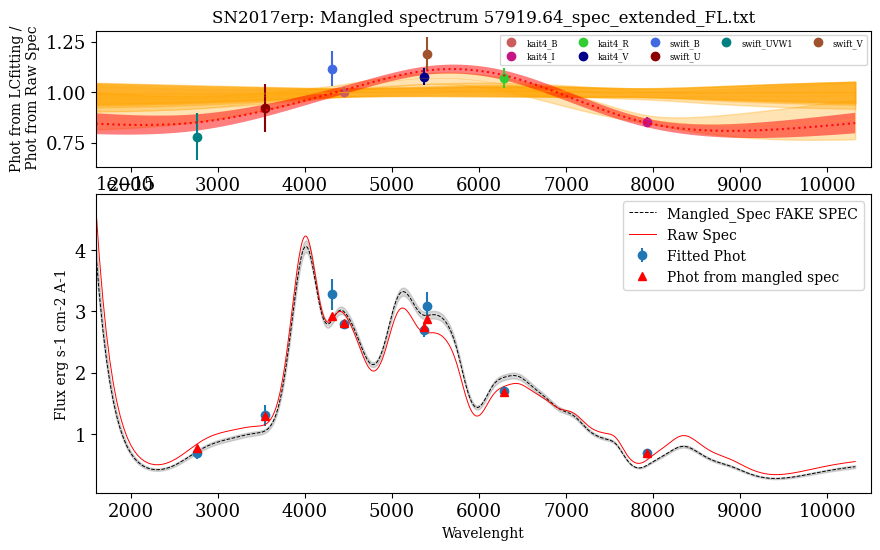 SN2017erp: Mangled spectrum 57919.64_spec_extended_FL.txt
Phot from LCfitting /
Phot from Raw Spec
1.25
1.00
0.75
kait4_B kait4_R swift_B swift_UVW1 swift_V
kait4_I kait4_V swift_U
2000 3000 4000 5000 6000 7000 8000 9000 10000
1e−15
Flux erg s-1 cm-2 A-1
4
3
2
1
Mangled_Spec FAKE SPEC
Raw Spec
Fitted Phot
Phot from mangled spec
2000 3000 4000 5000 6000 7000 8000 9000 10000
Wavelenght